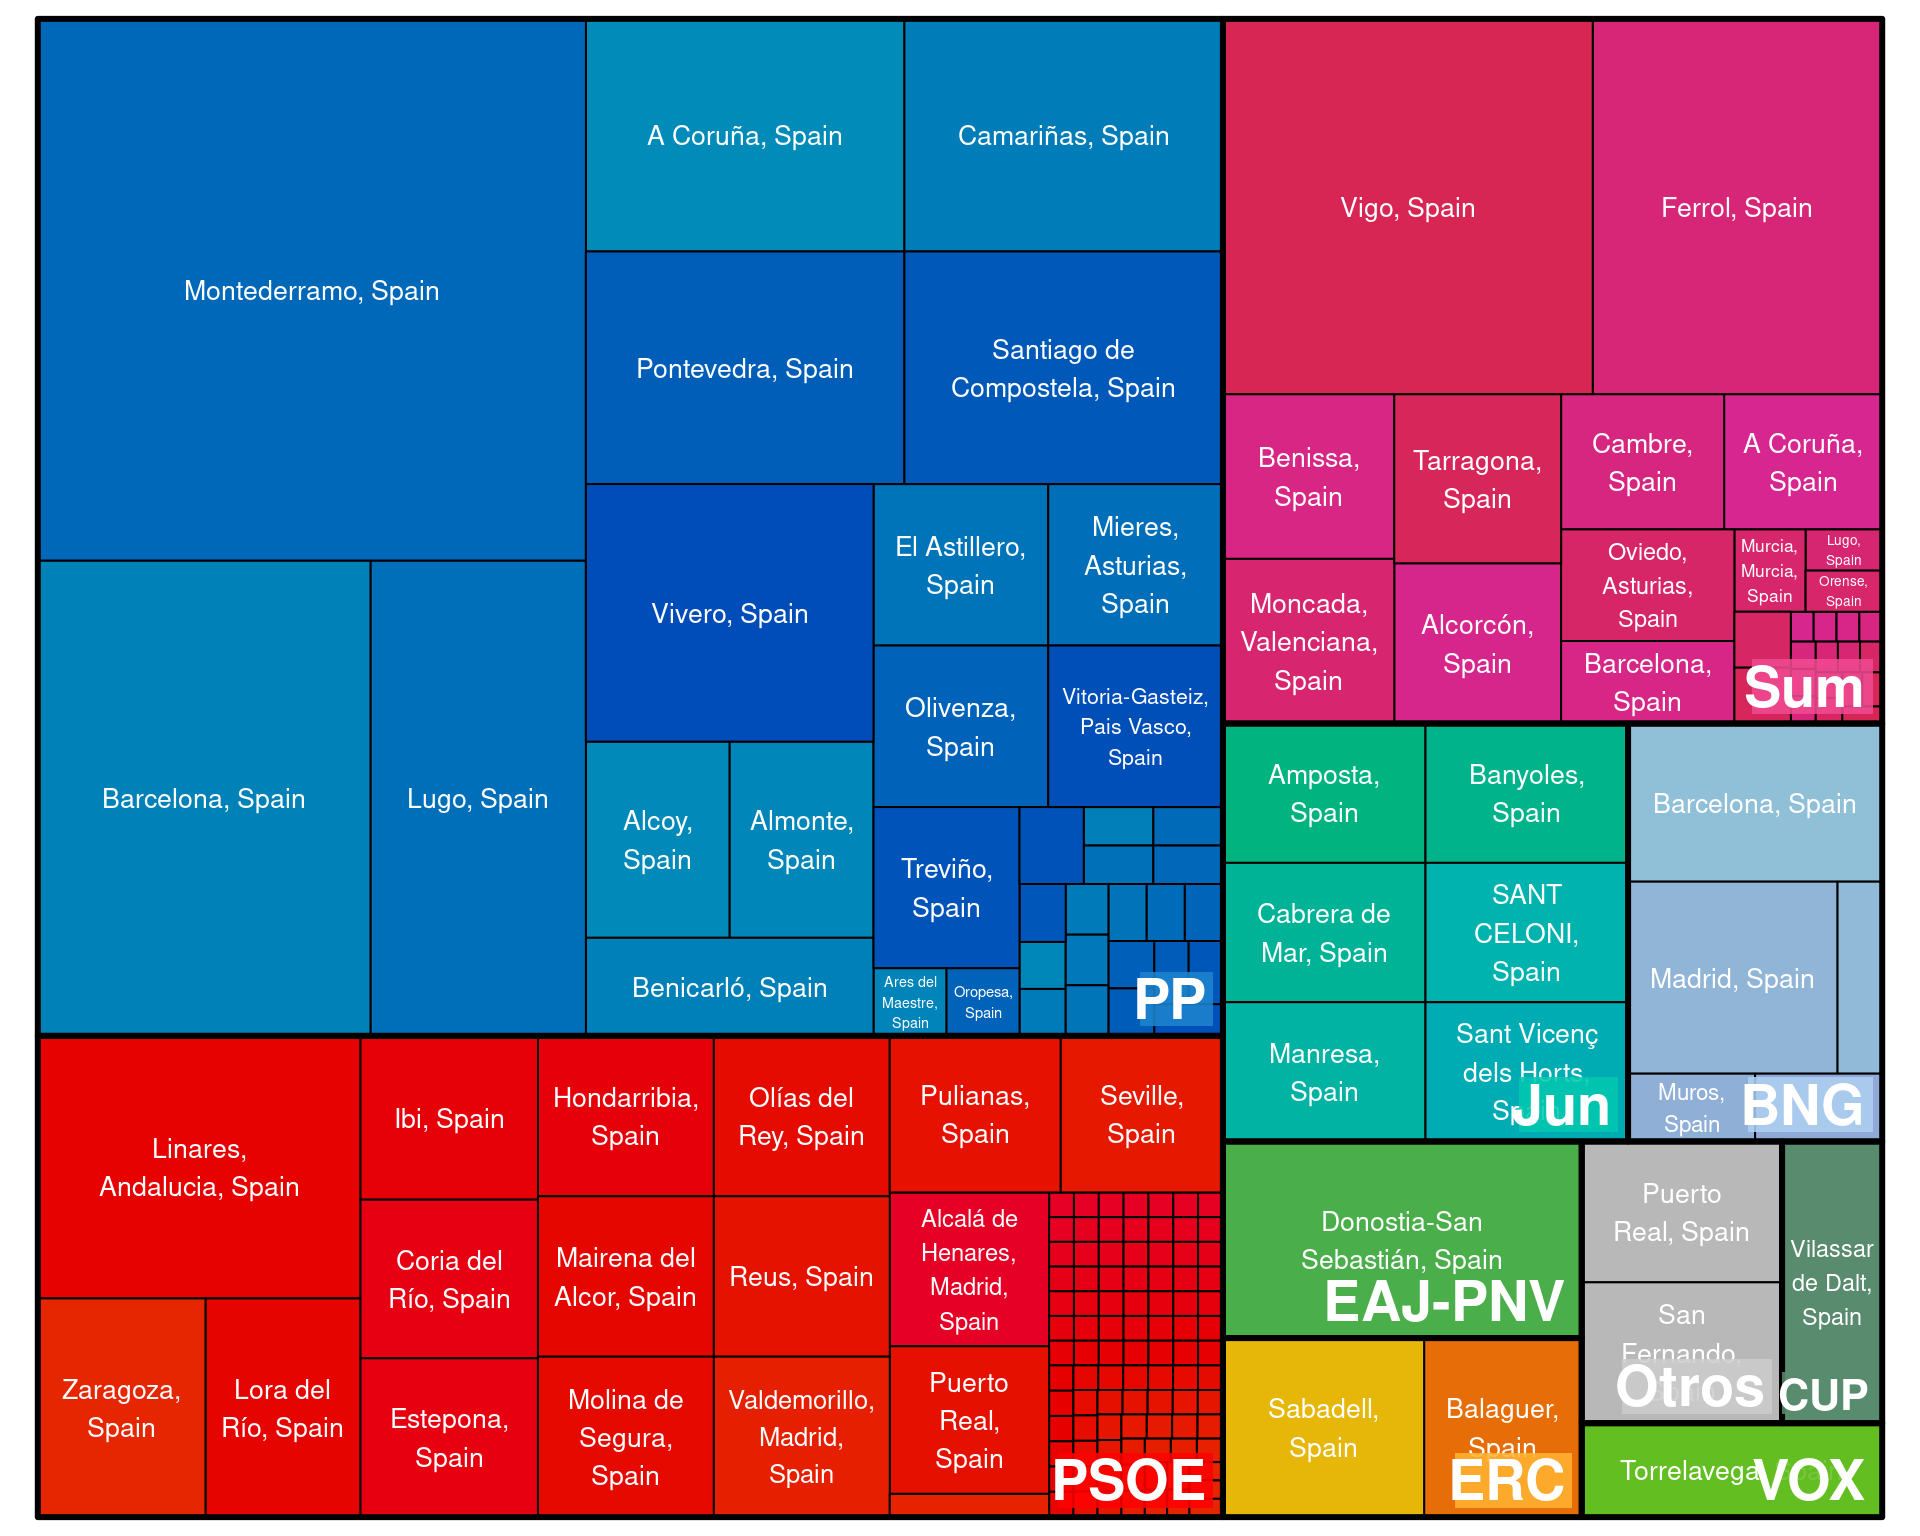 Montederramo, Spain
A Coruña, Spain
Camariñas, Spain
Pontevedra, Spain
Santiago de
Compostela, Spain
Barcelona, Spain
Lugo, Spain
Vivero, Spain
El Astillero,
Spain
Mieres,
Asturias,
Spain
Olivenza,
Spain
Vitoria-Gasteiz,
Pais Vasco,
Spain
Alcoy,
Spain
Almonte,
Spain
Benicarló, Spain
Treviño,
Spain
Ares del
Maestre,
Spain
Oropesa,
Spain
PP
Vigo, Spain
Ferrol, Spain
Benissa,
Spain
Tarragona,
Spain
Cambre,
Spain
A Coruña,
Spain
Moncada,
Valenciana,
Spain
Alcorcón,
Spain
Oviedo,
Asturias,
Spain
Barcelona,
Spain
Murcia,
Murcia,
Spain
Lugo,
Spain
Orense,
Spain
Sum
Amposta,
Spain
Banyoles,
Spain
Cabrera de
Mar, Spain
SANT
CELONI,
Spain
Manresa,
Spain
Sant Vicenç
dels Horts,
Spain
Jun
Barcelona, Spain
Madrid, Spain
Muros,
Spain
BNG
Linares,
Andalucia, Spain
Zaragoza,
Spain
Lora del
Río, Spain
Ibi, Spain
Coria del
Río, Spain
Estepona,
Spain
Hondarribia,
Spain
Mairena del
Alcor, Spain
Molina de
Segura,
Spain
Olías del
Rey, Spain
Reus, Spain
Valdemorillo,
Madrid,
Spain
Pulianas,
Spain
Seville,
Spain
Alcalá de
Henares,
Madrid,
Spain
Puerto
Real,
Spain
PSOE
Donostia-San
Sebastián, Spain
EAJ-PNV
Sabadell,
Spain
Balaguer,
Spain
ERC
Puerto
Real, Spain
San
Fernando,
Otros
Vilassar
de Dalt,
Spain
CUP
Torrelavega
VOX